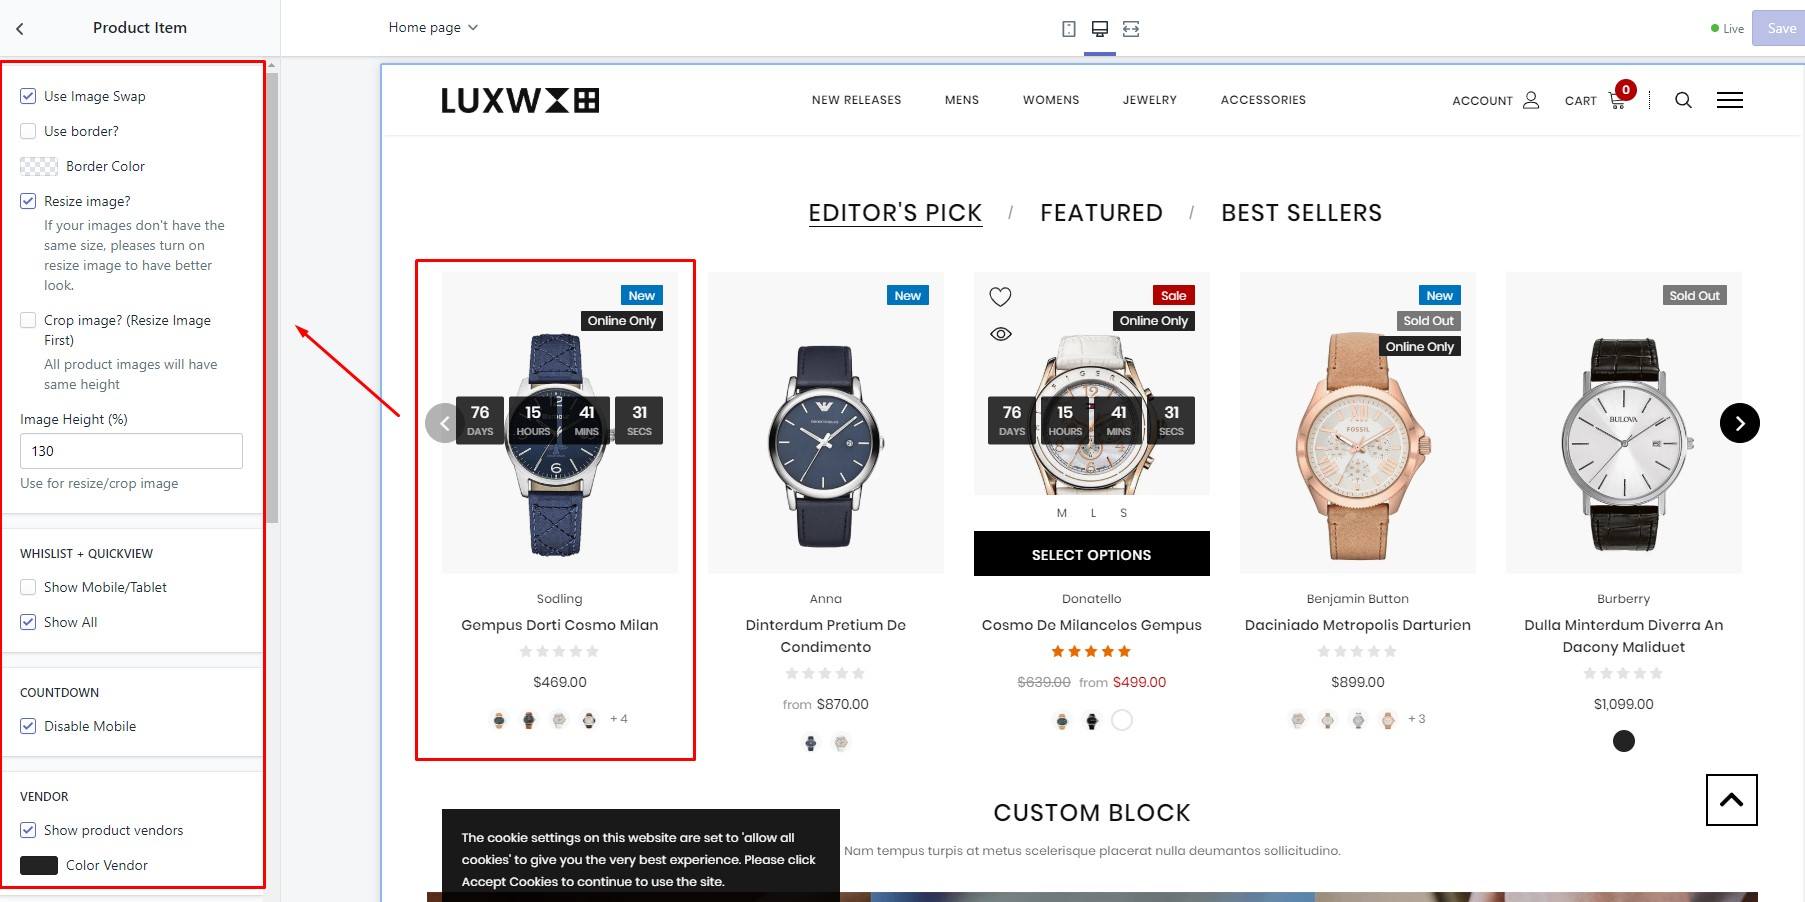 Product Item
Home page
Live
Save
Use Image Swap
Use border?
Border Color
Resize image?
If your images don't have the
same size, pleases turn on
resize image to have better
look.
Crop image? (Resize Image
First)
All product images will have
same height
Image Height (%)
130
Use for resize/crop image
WHISLIST + QUICKVIEW
Show Mobile/Tablet
Show All
COUNTDOWN
Disable Mobile
VENDOR
Show product vendors
Color Vendor
LUXW
NEW RELEASES MENS WOMENS JEWELRY ACCESSORIES
ACCOUNT CART 0
EDITOR'S PICK / FEATURED / BEST SELLERS
New
Online Only
76 15 41 31
DAYS HOURS MINS SECS
Sodling
Gempus Dorti Cosmo Milan
$469.00
+ 4
New
Anna
Dinterdum Pretium De
Condimento
from $870.00
Sale
Online Only
76 15 41 31
DAYS HOURS MINS SECS
M L S
SELECT OPTIONS
Donatello
Cosmo De Milancelos Gempus
$639.00 from $499.00
New
Sold Out
Online Only
FOSSIL
Benjamin Button
Daciniado Metropolis Darturien
$899.00
+ 3
Sold Out
BULOVA
Burberry
Dulla Minterdum Diverra An
Dacony Maliduet
$1,099.00
CUSTOM BLOCK
Nam tempus turpis at metus scelerisque placerat nulla deumantos sollicitudino.
The cookie settings on this website are set to 'allow all
cookies' to give you the very best experience. Please click
Accept Cookies to continue to use the site.